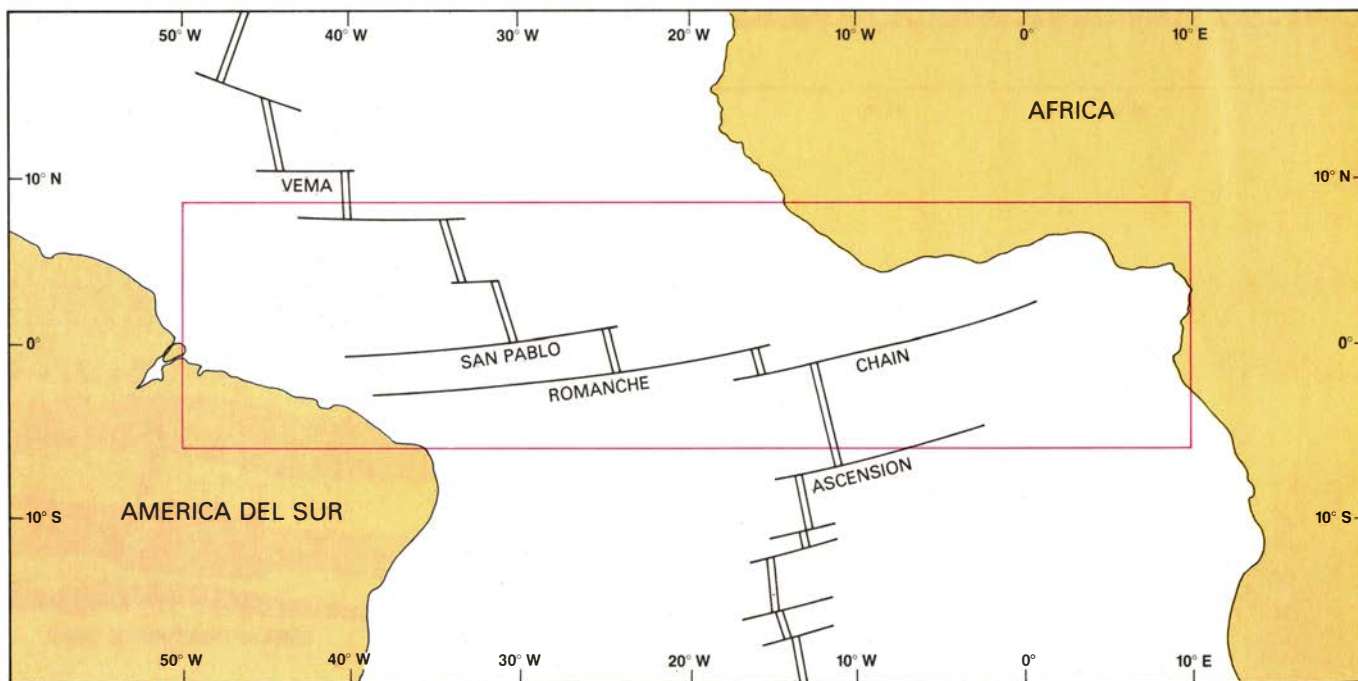 50° W 40° W 30° W 20° W 10° W 0° 10° E
AFRICA
10° N 10° N
VEMA
0° 0°
SAN PABLO
CHAIN
ROMANCHE
ASCENSION
AMERICA DEL SUR
10° S 10° S
50° W 40° W 30° W 20° W 10° W 0° 10° E